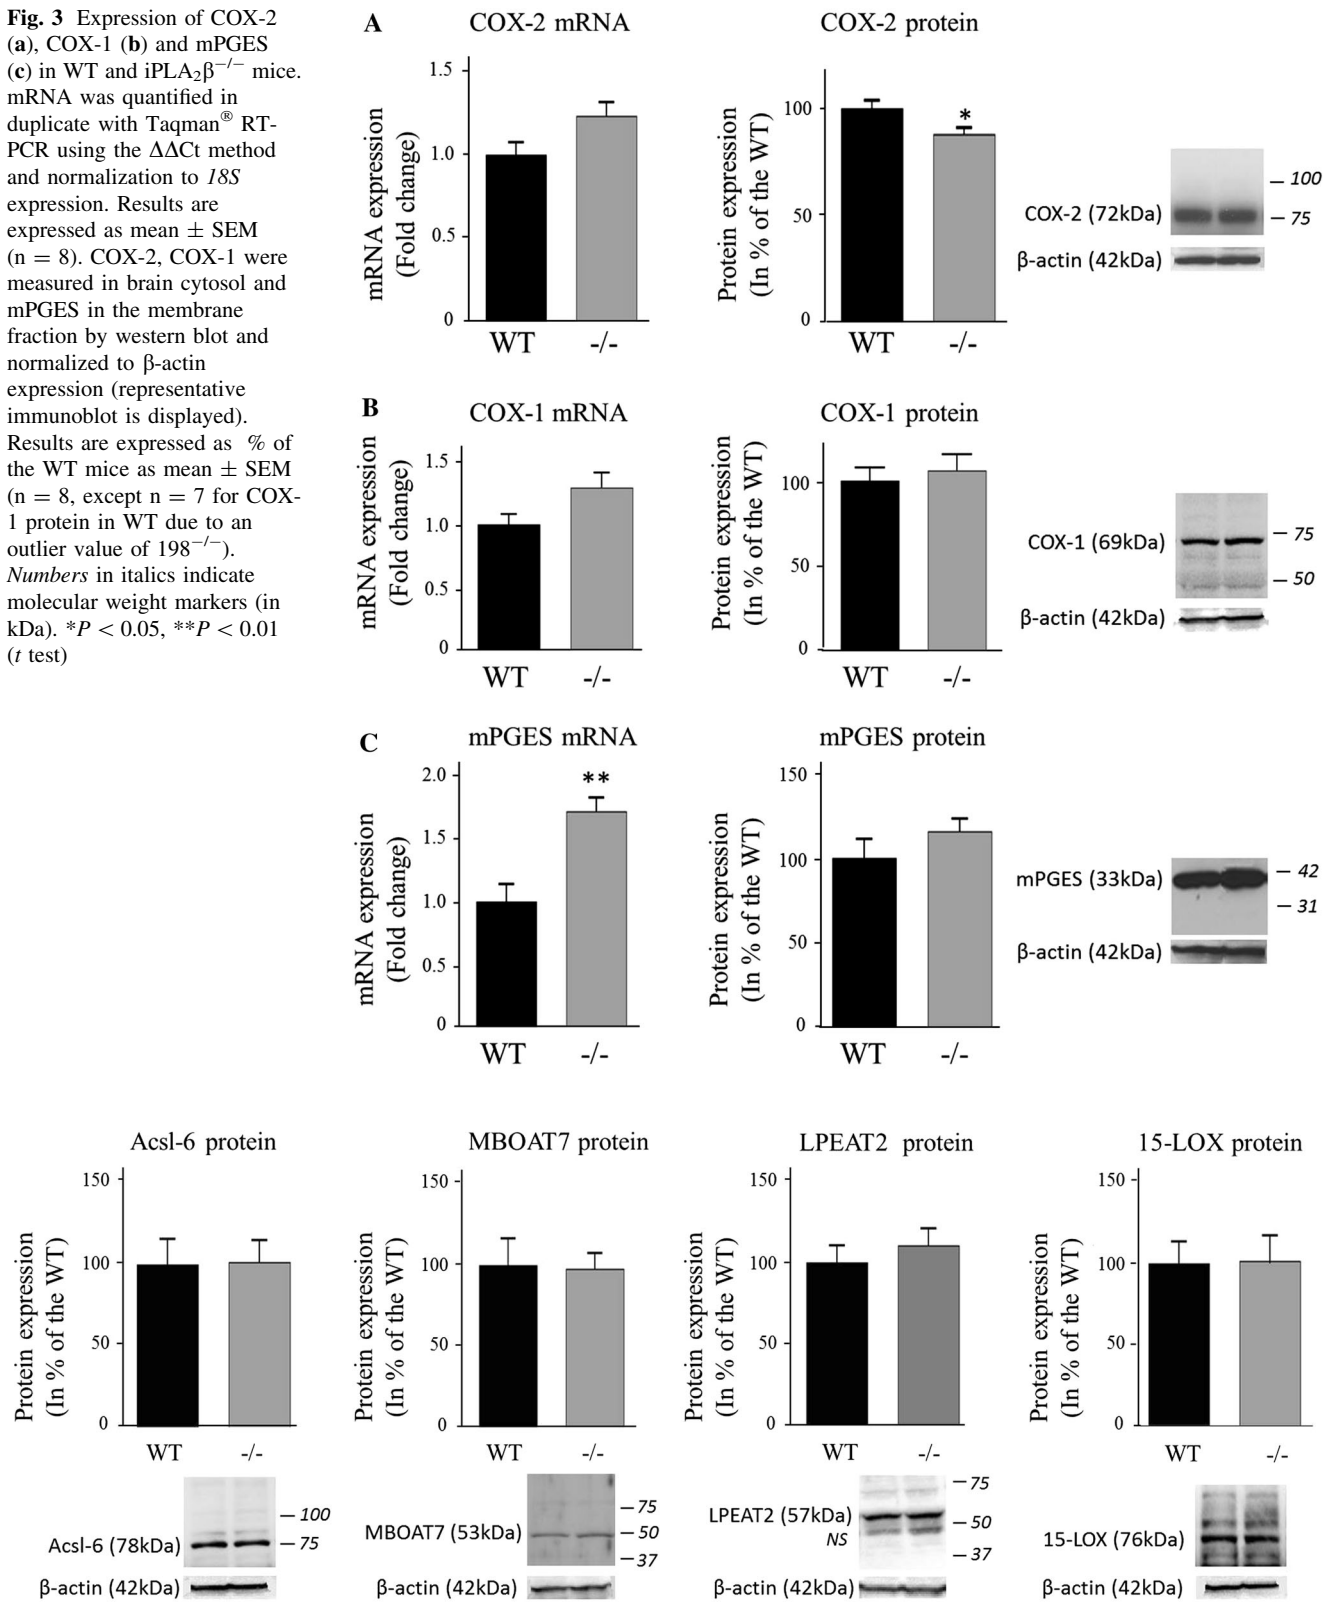 Fig. 3 Expression of COX-2
(a), COX-1 (b) and mPGES
(c) in WT and iPLA₂β⁻/⁻ mice.
mRNA was quantified in
duplicate with Taqman® RT-
PCR using the ΔΔCt method
and normalization to 18S
expression. Results are
expressed as mean ± SEM
(n = 8). COX-2, COX-1 were
measured in brain cytosol and
mPGES in the membrane
fraction by western blot and
normalized to β-actin
expression (representative
immunoblot is displayed).
Results are expressed as % of
the WT mice as mean ± SEM
(n = 8, except n = 7 for COX-
1 protein in WT due to an
outlier value of 198⁻/⁻).
Numbers in italics indicate
molecular weight markers (in
kDa). *P < 0.05, **P < 0.01
(t test)
A
COX-2 mRNA
mRNA expression
(Fold change)
1.5
1.0
0.5
0
WT
-/-
COX-2 protein
Protein expression
(In % of the WT)
100
50
0
*
WT
-/-
COX-2 (72kDa)
100
75
β-actin (42kDa)
B
COX-1 mRNA
mRNA expression
(Fold change)
1.5
1.0
0.5
0
WT
-/-
COX-1 protein
Protein expression
(In % of the WT)
100
50
0
WT
-/-
COX-1 (69kDa)
75
50
β-actin (42kDa)
C
mPGES mRNA
mRNA expression
(Fold change)
2.0
1.5
1.0
0.5
0
**
WT
-/-
mPGES protein
Protein expression
(In % of the WT)
150
100
50
0
WT
-/-
mPGES (33kDa)
42
31
β-actin (42kDa)
Acsl-6 protein
Protein expression
(In % of the WT)
150
100
50
0
WT
-/-
Acsl-6 (78kDa)
100
75
β-actin (42kDa)
MBOAT7 protein
Protein expression
(In % of the WT)
150
100
50
0
WT
-/-
MBOAT7 (53kDa)
75
50
37
β-actin (42kDa)
LPEAT2 protein
Protein expression
(In % of the WT)
150
100
50
0
WT
-/-
LPEAT2 (57kDa)
NS
75
50
37
β-actin (42kDa)
15-LOX protein
Protein expression
(In % of the WT)
150
100
50
0
WT
-/-
15-LOX (76kDa)
β-actin (42kDa)